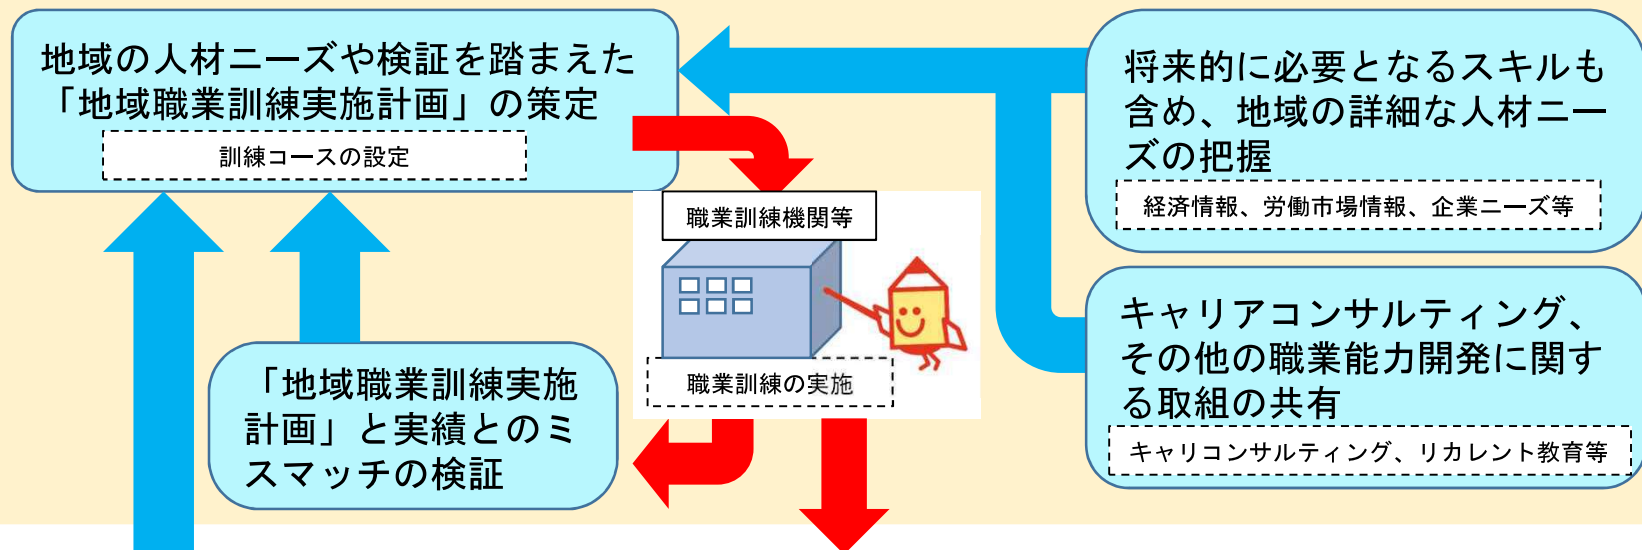 地域の人材ニーズや検証を踏まえた
「地域職業訓練実施計画」の策定
訓練コースの設定
将来的に必要となるスキルも
含め、地域の詳細な人材ニー
ズの把握
経済情報、労働市場情報、企業ニーズ等
職業訓練機関等
職業訓練の実施
「地域職業訓練実施
計画」と実績とのミ
スマッチの検証
キャリアコンサルティング、
その他の職業能力開発に関す
る取組の共有
キャリコンサルティング、リカレント教育等